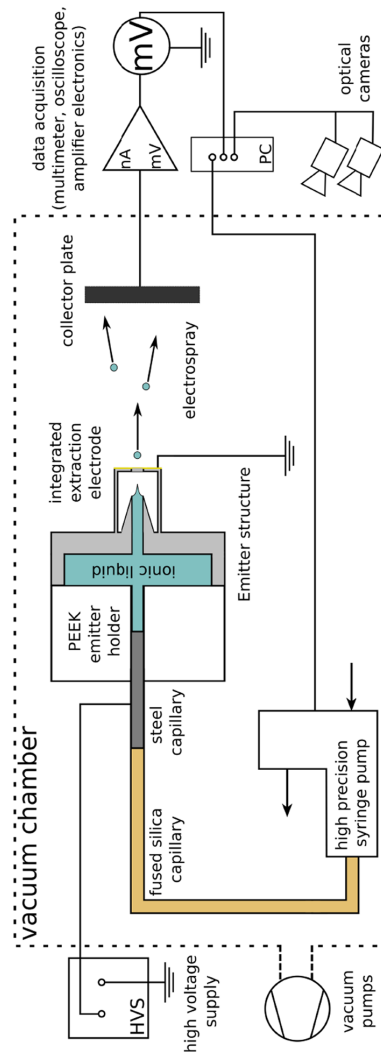 vacuum chamber
HVS
high voltage
supply
vacuum
pumps
fused silica
capillary
steel
capillary
PEEK
emitter
holder
ionic liquid
Emitter structure
integrated
extraction
electrode
electrospray
collector plate
high precision
syringe pump
data acquisition
(multimeter, oscilloscope,
amplifier electronics)
nA
mV
mV
PC
optical
cameras